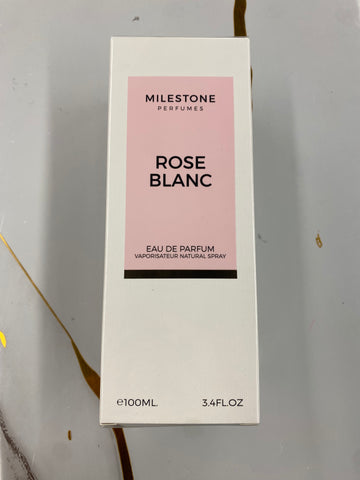 MILESTONE
PERFUMES
ROSE
BLANC
EAU DE PARFUM
VAPORISATEUR NATURAL SPRAY
℮100ML. 3.4FL.OZ